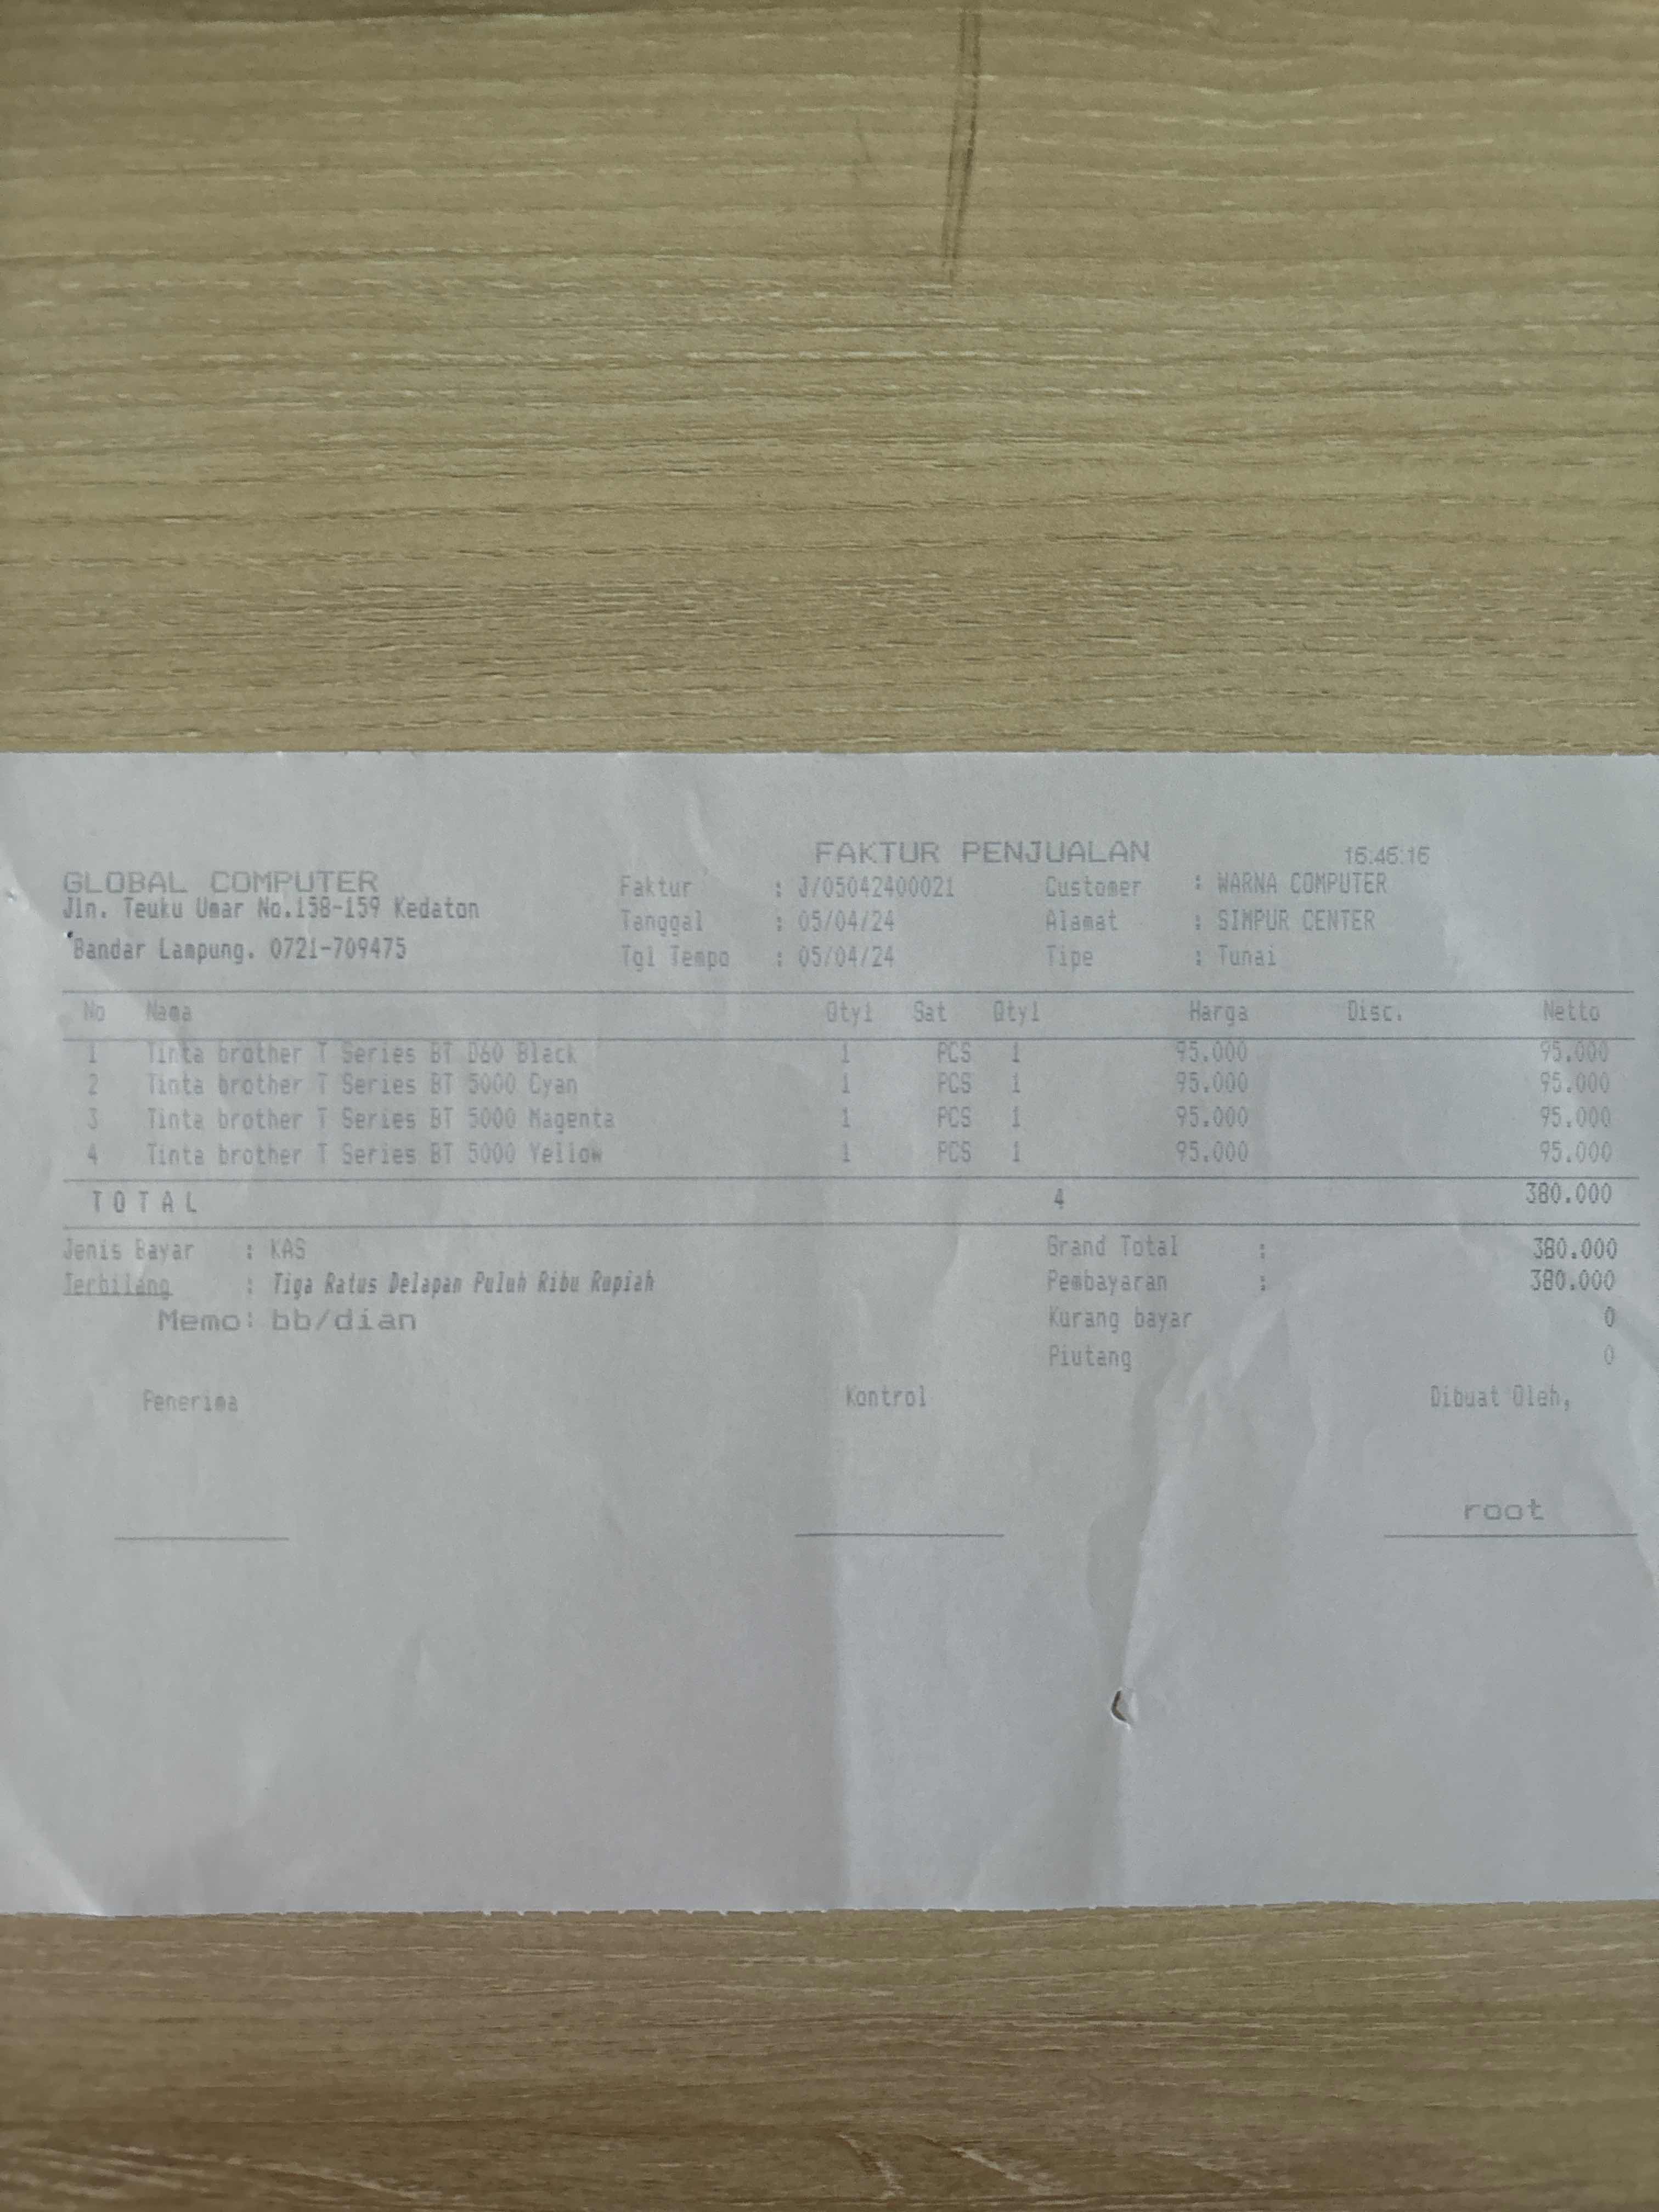 FAKTUR PENJUALAN 16:46:16
GLOBAL COMPUTER
Jln. Teuku Umar No.158-159 Kedaton
Bandar Lampung. 0721-709475
Faktur : J/05042400021
Tanggal : 05/04/24
Tgl Tempo : 05/04/24
Customer : WARNA COMPUTER
Alamat : SIMPUR CENTER
Tipe : Tunai
No Nama Qty1 Sat Qty1 Harga Disc. Netto
1 Tinta brother T Series BT D60 Black 1 PCS 1 95.000 95.000
2 Tinta brother T Series BT 5000 Cyan 1 PCS 1 95.000 95.000
3 Tinta brother T Series BT 5000 Magenta 1 PCS 1 95.000 95.000
4 Tinta brother T Series BT 5000 Yellow 1 PCS 1 95.000 95.000
TOTAL 4 380.000
Jenis Bayar : KAS
Terbilang : Tiga Ratus Delapan Puluh Ribu Rupiah
Memo: bb/dian
Grand Total : 380.000
Pembayaran : 380.000
Kurang bayar 0
Piutang 0
Penerima Kontrol Dibuat Oleh,
root